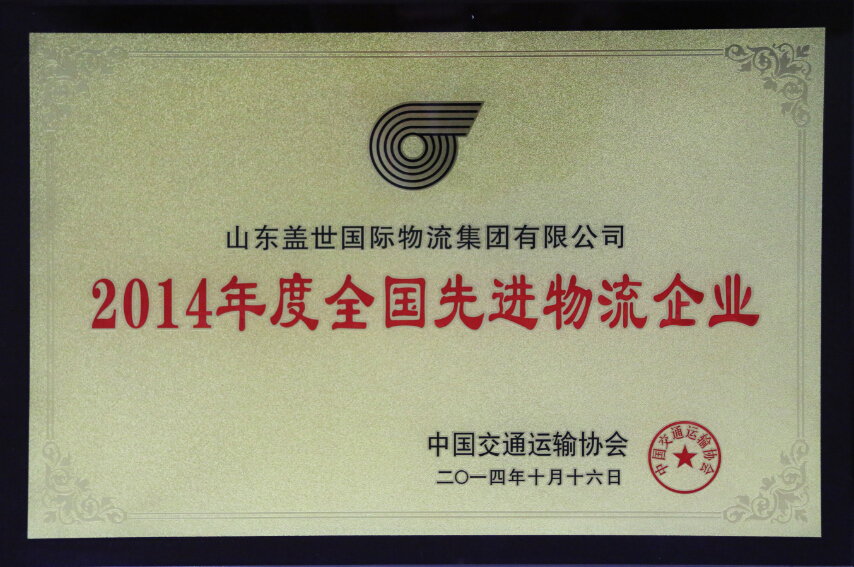 山东盖世国际物流集团有限公司
2014年度全国先进物流企业
中国交通运输协会
二〇一四年十月十六日
中国交通运输协会